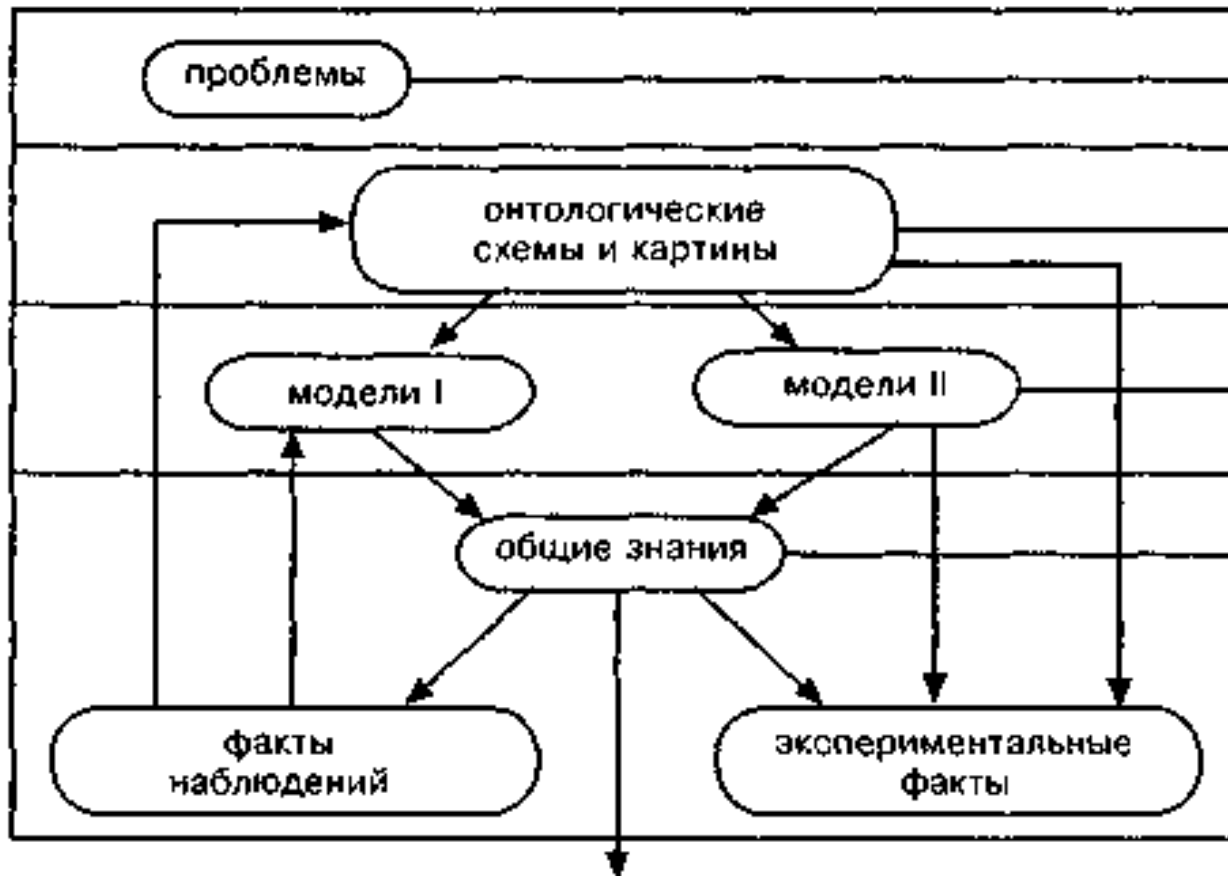 проблемы
онтологические
схемы и картины
модели I
модели II
общие знания
факты
наблюдений
экспериментальные
факты